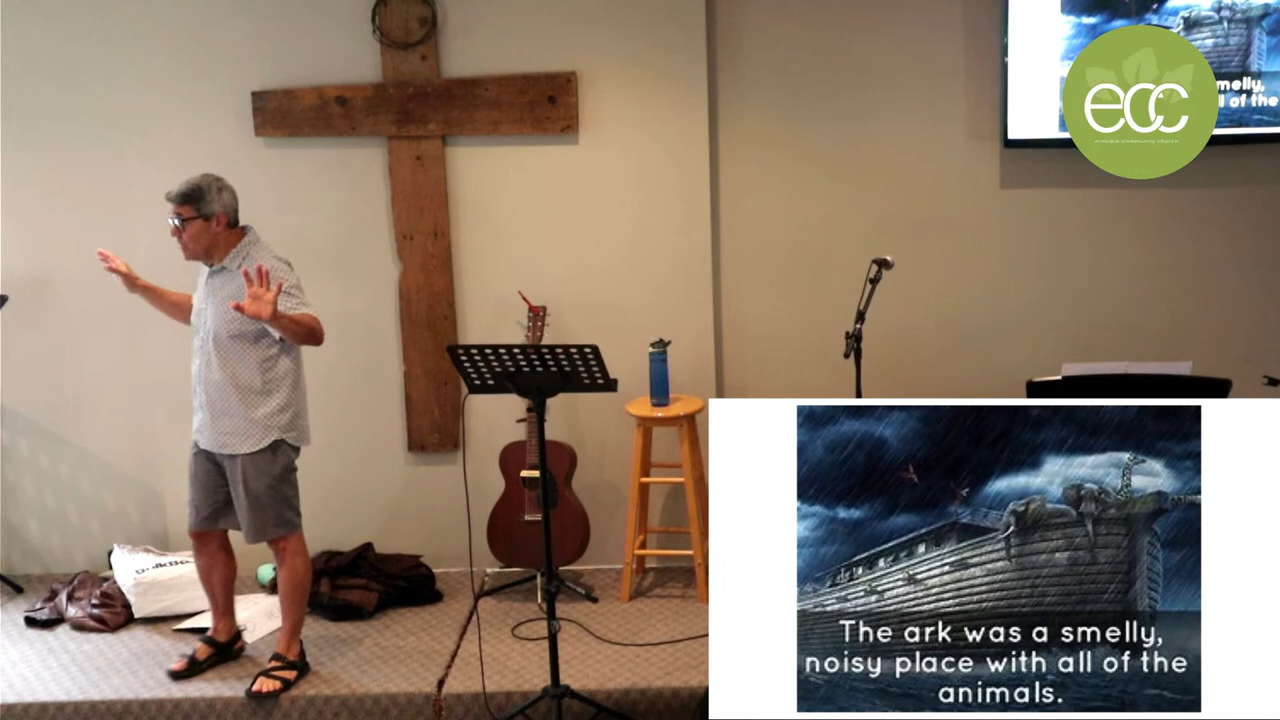 melly,
ll of the
ecc
The ark was a smelly,
noisy place with all of the
animals.